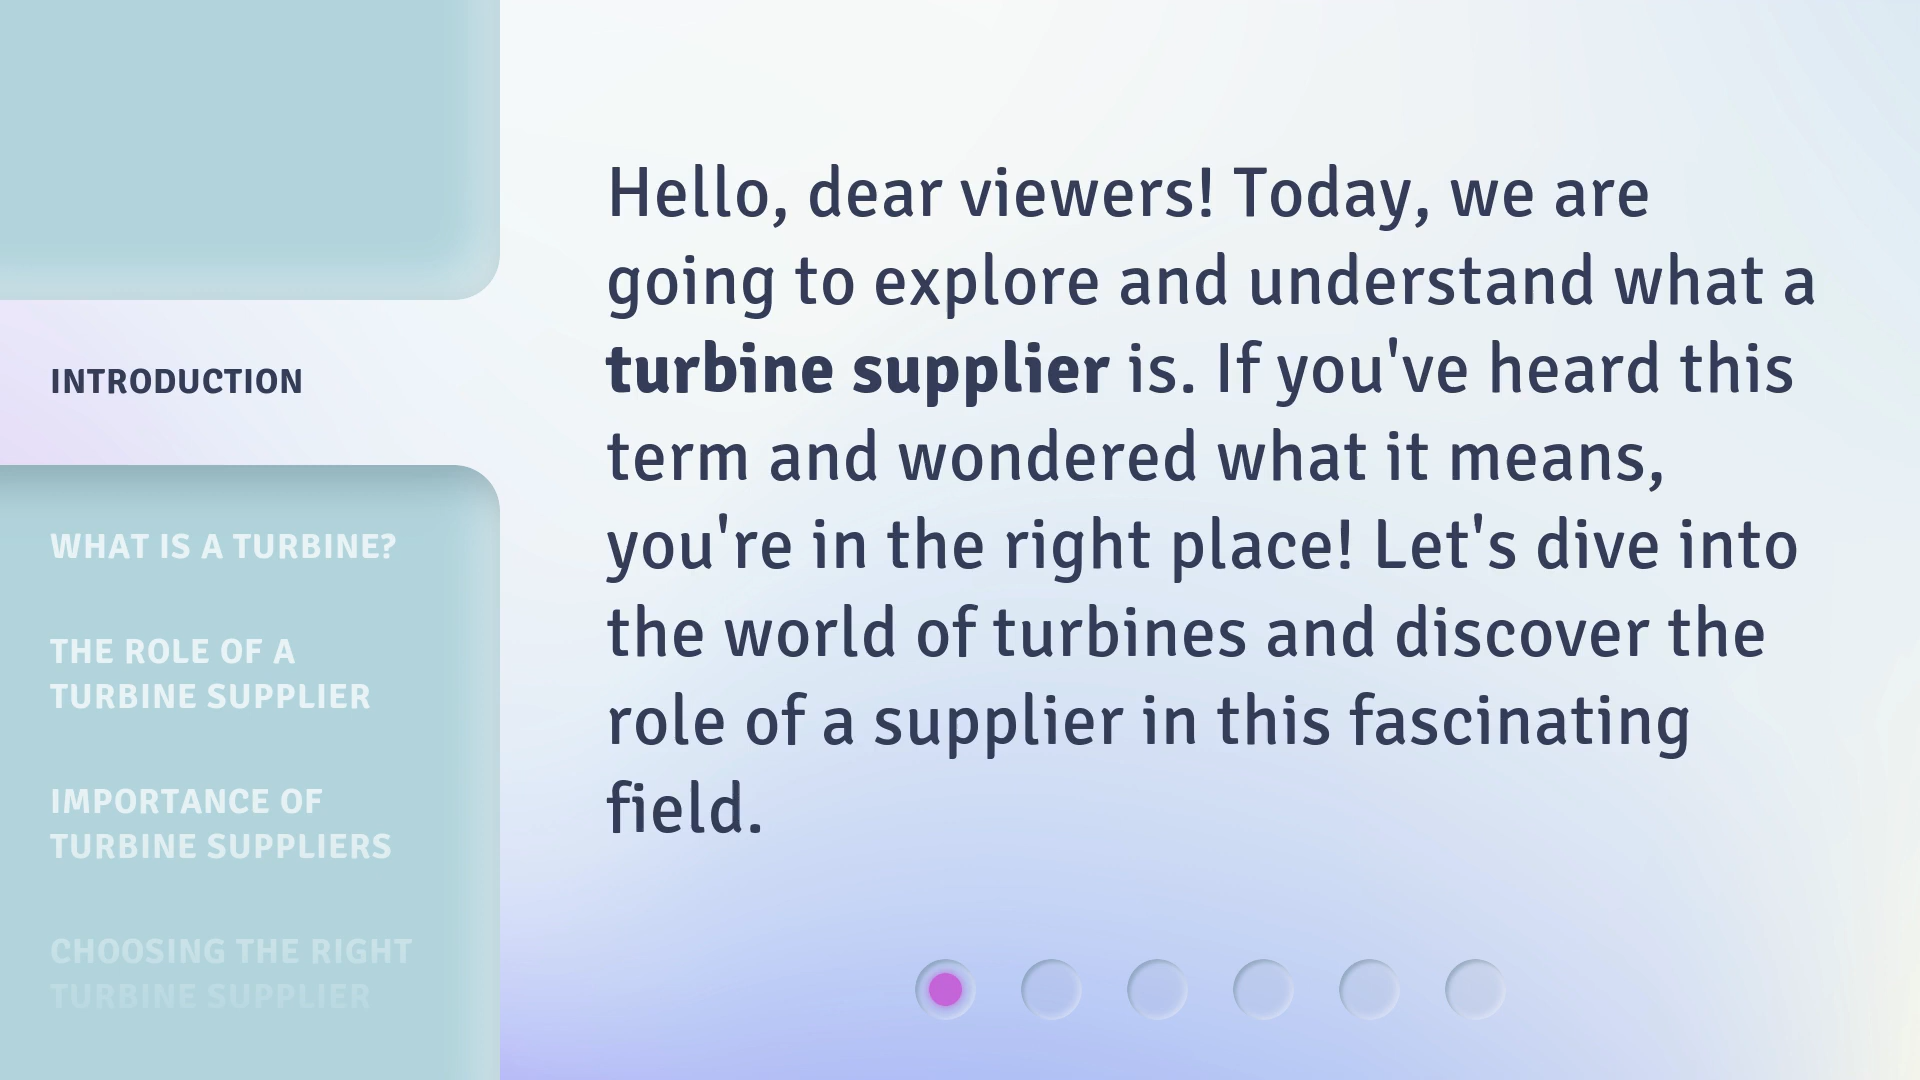 INTRODUCTION
WHAT IS A TURBINE?
THE ROLE OF A
TURBINE SUPPLIER
IMPORTANCE OF
TURBINE SUPPLIERS
CHOOSING THE RIGHT
TURBINE SUPPLIER
Hello, dear viewers! Today, we are
going to explore and understand what a
turbine supplier is. If you've heard this
term and wondered what it means,
you're in the right place! Let's dive into
the world of turbines and discover the
role of a supplier in this fascinating
field.